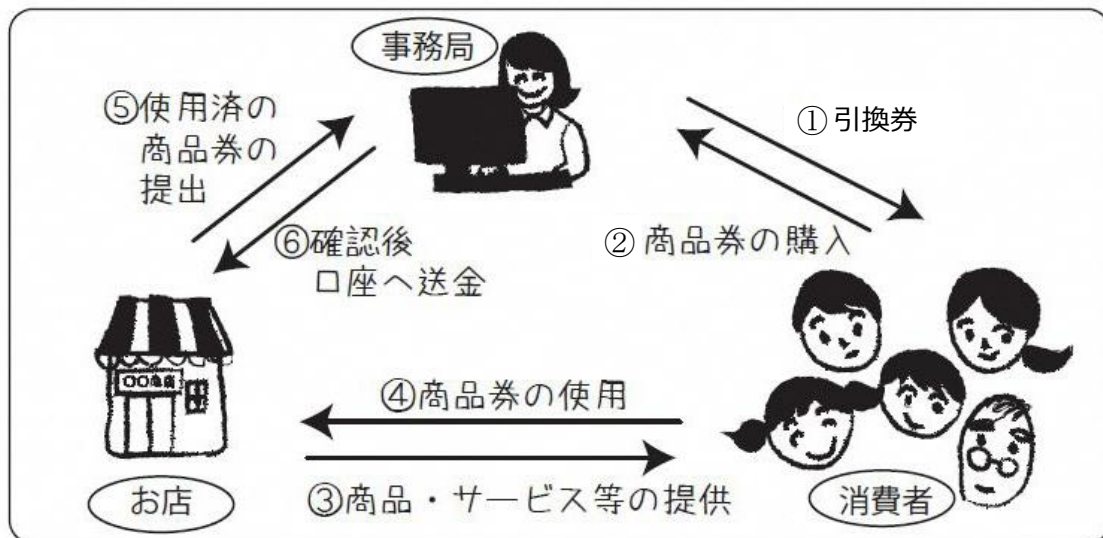 事務局
⑤使用済の
商品券の
提出
① 引換券
⑥確認後
口座へ送金
② 商品券の購入
④商品券の使用
③商品・サービス等の提供
お店
消費者